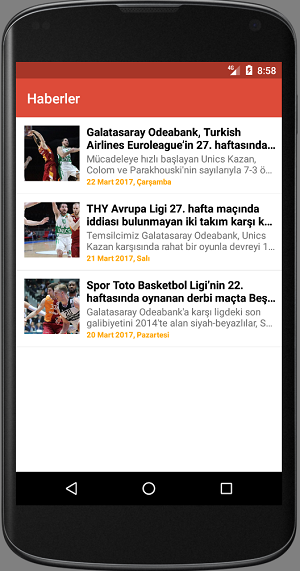 4G 8:58
Haberler
Galatasaray Odeabank, Turkish
Airlines Euroleague'in 27. haftasında...
Mücadeleye hızlı başlayan Unics Kazan,
Colom ve Parakhouski'nin sayılarıyla 7-3 ö...
22 Mart 2017, Çarşamba
THY Avrupa Ligi 27. hafta maçında
iddiası bulunmayan iki takım karşı k...
Temsilcimiz Galatasaray Odeabank, Unics
Kazan karşısında rahat bir oyunla devreyi 1...
21 Mart 2017, Salı
Spor Toto Basketbol Ligi'nin 22.
haftasında oynanan derbi maçta Beş...
Galatasaray Odeabank'a karşı ligdeki son
galibiyetini 2014'te alan siyah-beyazlılar, S...
20 Mart 2017, Pazartesi